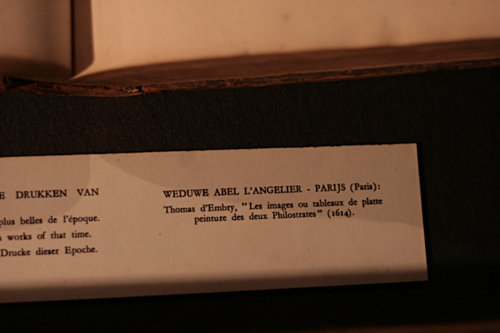 E DRUKKEN VAN
plus belles de l'époque.
works of that time.
Drucke dieser Epoche.
WEDUWE ABEL L'ANGELIER - PARIJS (Paris):
Thomas d'Embry, "Les images ou tableaux de platte
peinture des deux Philostrates" (1614).